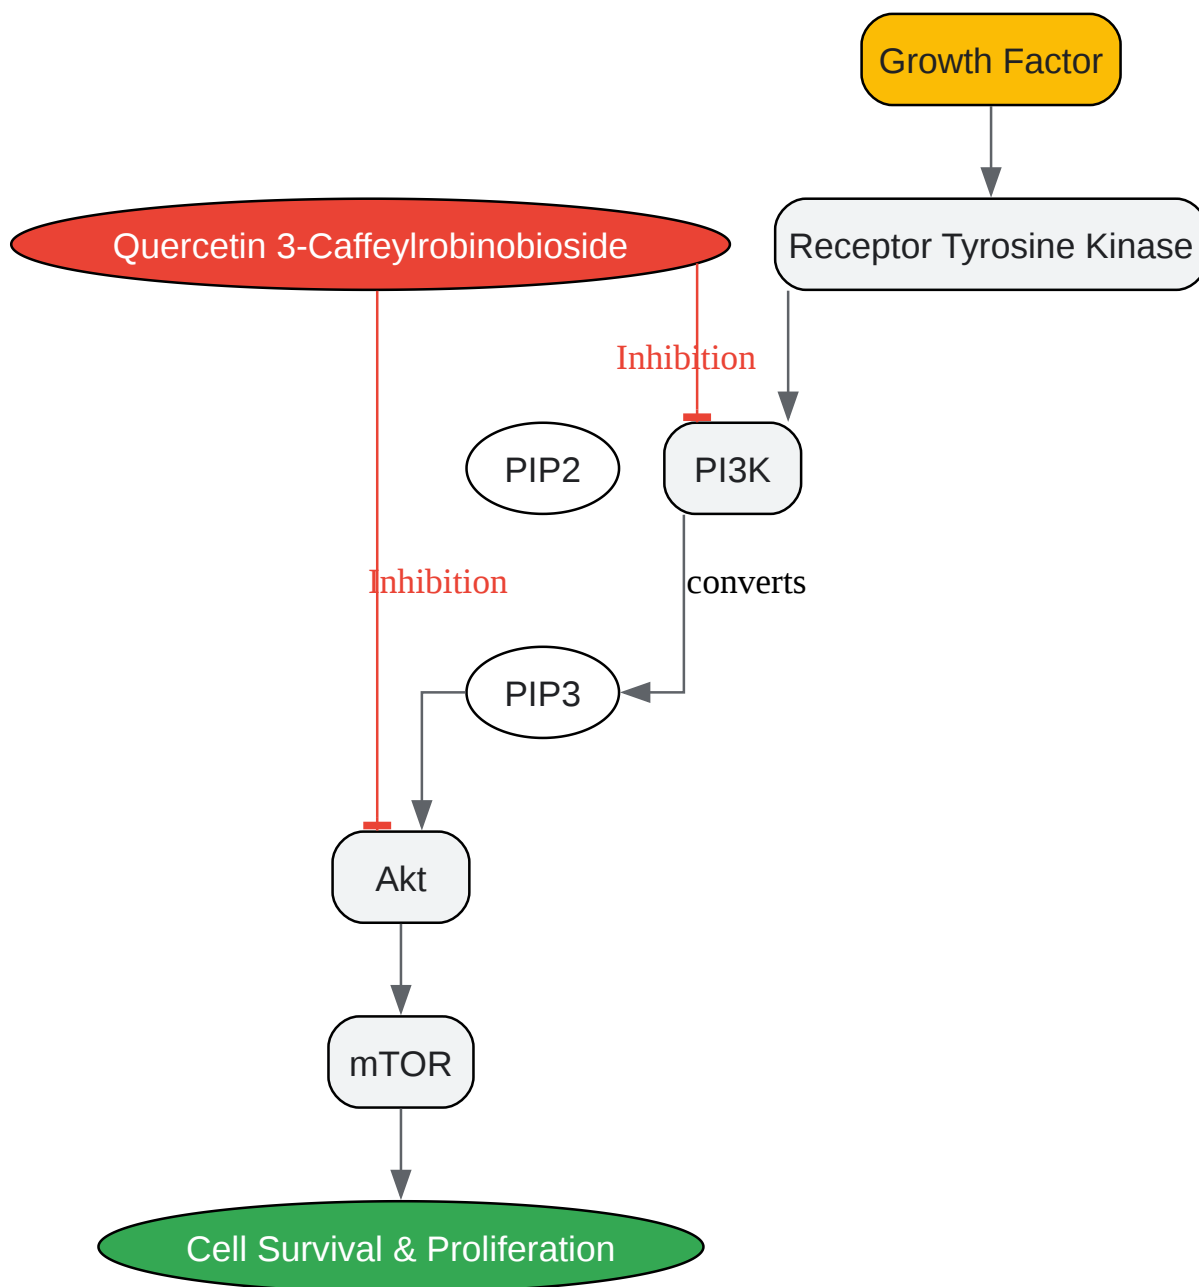 Growth Factor
Quercetin 3-Caffeylrobinobioside
Receptor Tyrosine Kinase
Inhibition
PIP2
PI3K
Inhibition
converts
PIP3
Akt
mTOR
Cell Survival & Proliferation